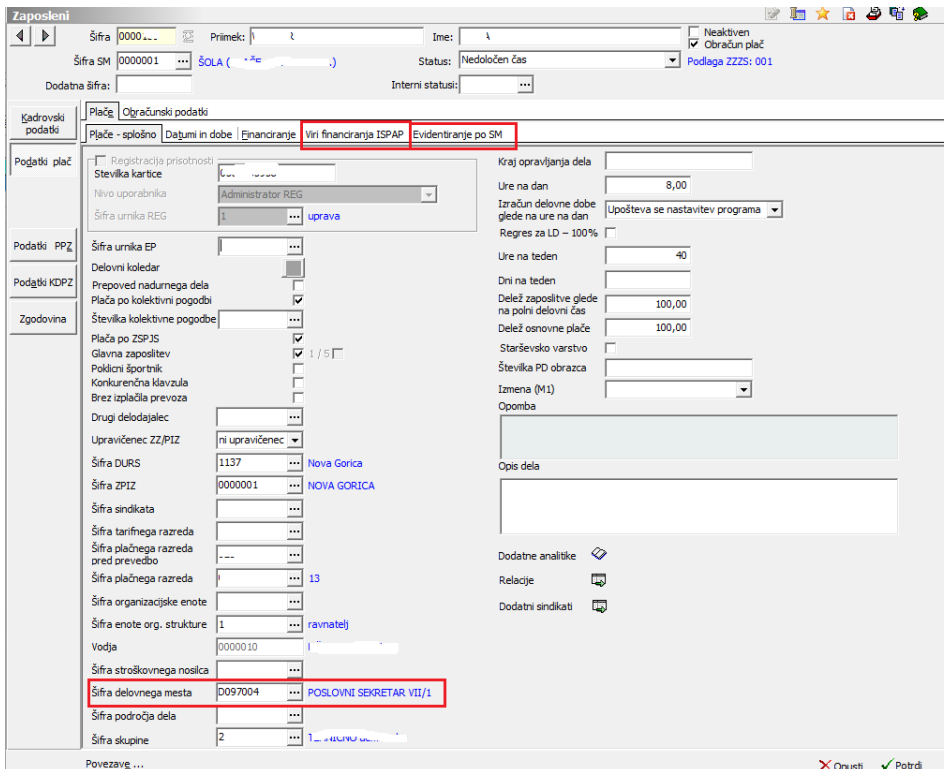 Zaposleni
Šifra 0000 Priimek: Ime: Neaktiven
Obračun plač
Šifra SM 0000001 ... ŠOLA ( Status: Nedoločen čas Podlaga ZZZS: 001
Dodatna šifra: Interni statusi: ...
Kadrovski podatki
Podatki plač
Podatki PPZ
Podatki KDPZ
Zgodovina
Plače Obračunski podatki
Plače - splošno Datumi in dobe Financiranje Viri financiranja ISPAP Evidentiranje po SM
Registracija prisotnosti
Stevilka kartice
Nivo uporabnika Administrator REG
Šifra urnika REG 1 ... uprava
Šifra urnika EP ...
Delovni koledar
Prepoved nadurnega dela
Plača po kolektivni pogodbi
Številka kolektivne pogodbe ...
Plača po ZSPJS
Glavna zaposlitev 1 / 5
Poklicni športnik
Konkurenčna klavzula
Brez izplačila prevoza
Drugi delodajalec ...
Upravičenec ZZ/PIZ ni upravičenec
Šifra DURS 1137 ... Nova Gorica
Šifra ZPIZ 0000001 ... NOVA GORICA
Šifra sindikata ...
Šifra tarifnega razreda ...
Šifra plačnega razreda
pred prevedbo ...
Šifra plačnega razreda ... 13
Šifra organizacijske enote ...
Šifra enote org. strukture 1 ... ravnatelj
Vodja 0000010
Šifra stroškovnega nosilca ...
Šifra delovnega mesta D097004 ... POSLOVNI SEKRETAR VII/1
Šifra področja dela ...
Šifra skupine 2 ...
Povezave ...
Kraj opravljanja dela
Ure na dan 8,00
Izračun delovne dobe
glede na ure na dan Upošteva se nastavitev programa
Regres za LD – 100%
Ure na teden 40
Dni na teden
Delež zaposlitve glede
na polni delovni čas 100,00
Delež osnovne plače 100,00
Starševsko varstvo
Številka PD obrazca
Izmena (M1)
Opomba
Opis dela
Dodatne analitike
Relacije
Dodatni sindikati
Opusti Potrdi